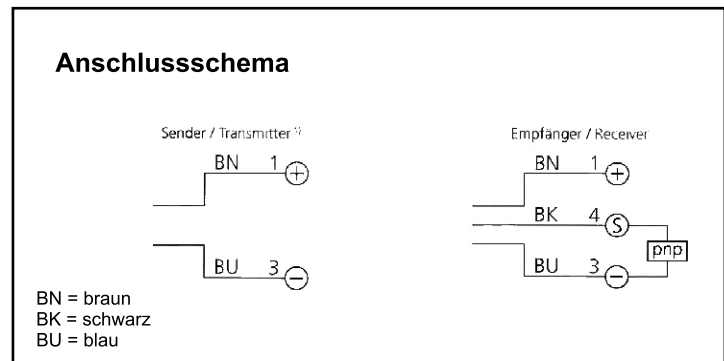 Anschlussschema
Sender / Transmitter ¹⁾
BN 1 +
BU 3 −
Empfänger / Receiver
BN 1 +
BK 4 S
pnp
BU 3 −
BN = braun
BK = schwarz
BU = blau